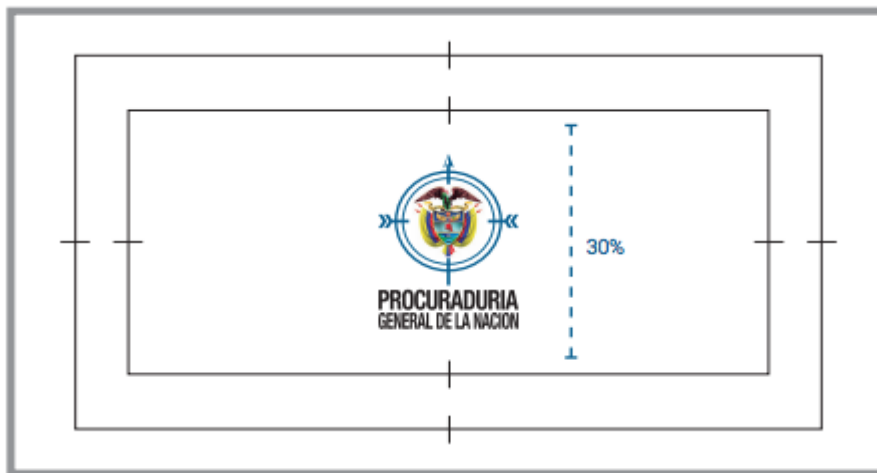 30%
PROCURADURIA
GENERAL DE LA NACION